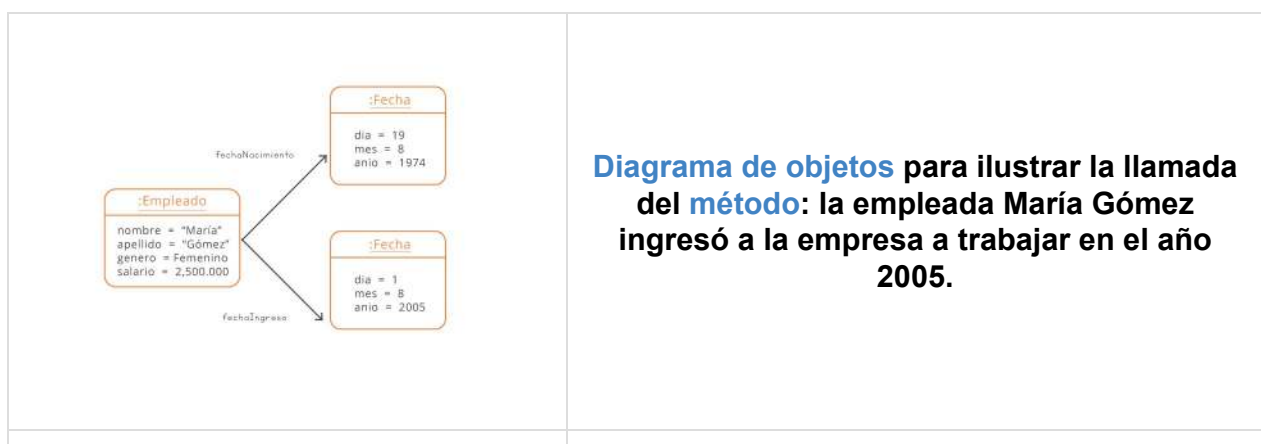 :Fecha
dia = 19
mes = 8
anio = 1974
fechaNacimiento
:Empleado
nombre = "María"
apellido = "Gómez"
genero = Femenino
salario = 2,500.000
:Fecha
dia = 1
mes = 8
anio = 2005
fechaIngreso
Diagrama de objetos para ilustrar la llamada
del método: la empleada María Gómez
ingresó a la empresa a trabajar en el año
2005.